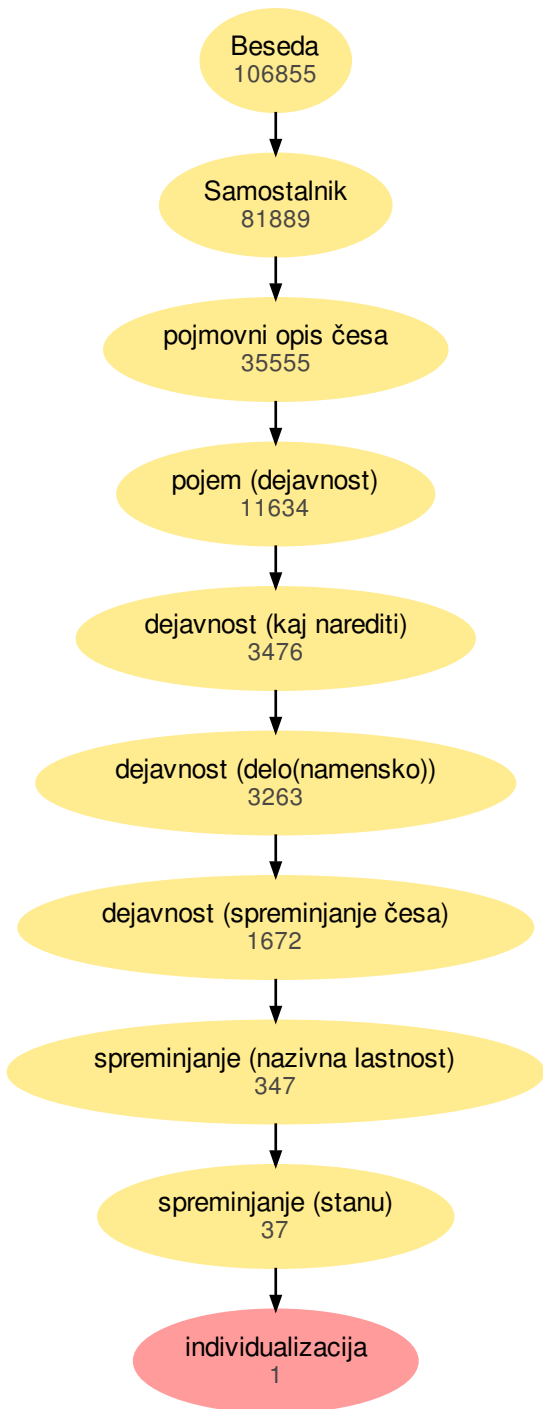 Beseda
106855
Samostalnik
81889
pojmovni opis česa
35555
pojem (dejavnost)
11634
dejavnost (kaj narediti)
3476
dejavnost (delo(namensko))
3263
dejavnost (spreminjanje česa)
1672
spreminjanje (nazivna lastnost)
347
spreminjanje (stanu)
37
individualizacija
1